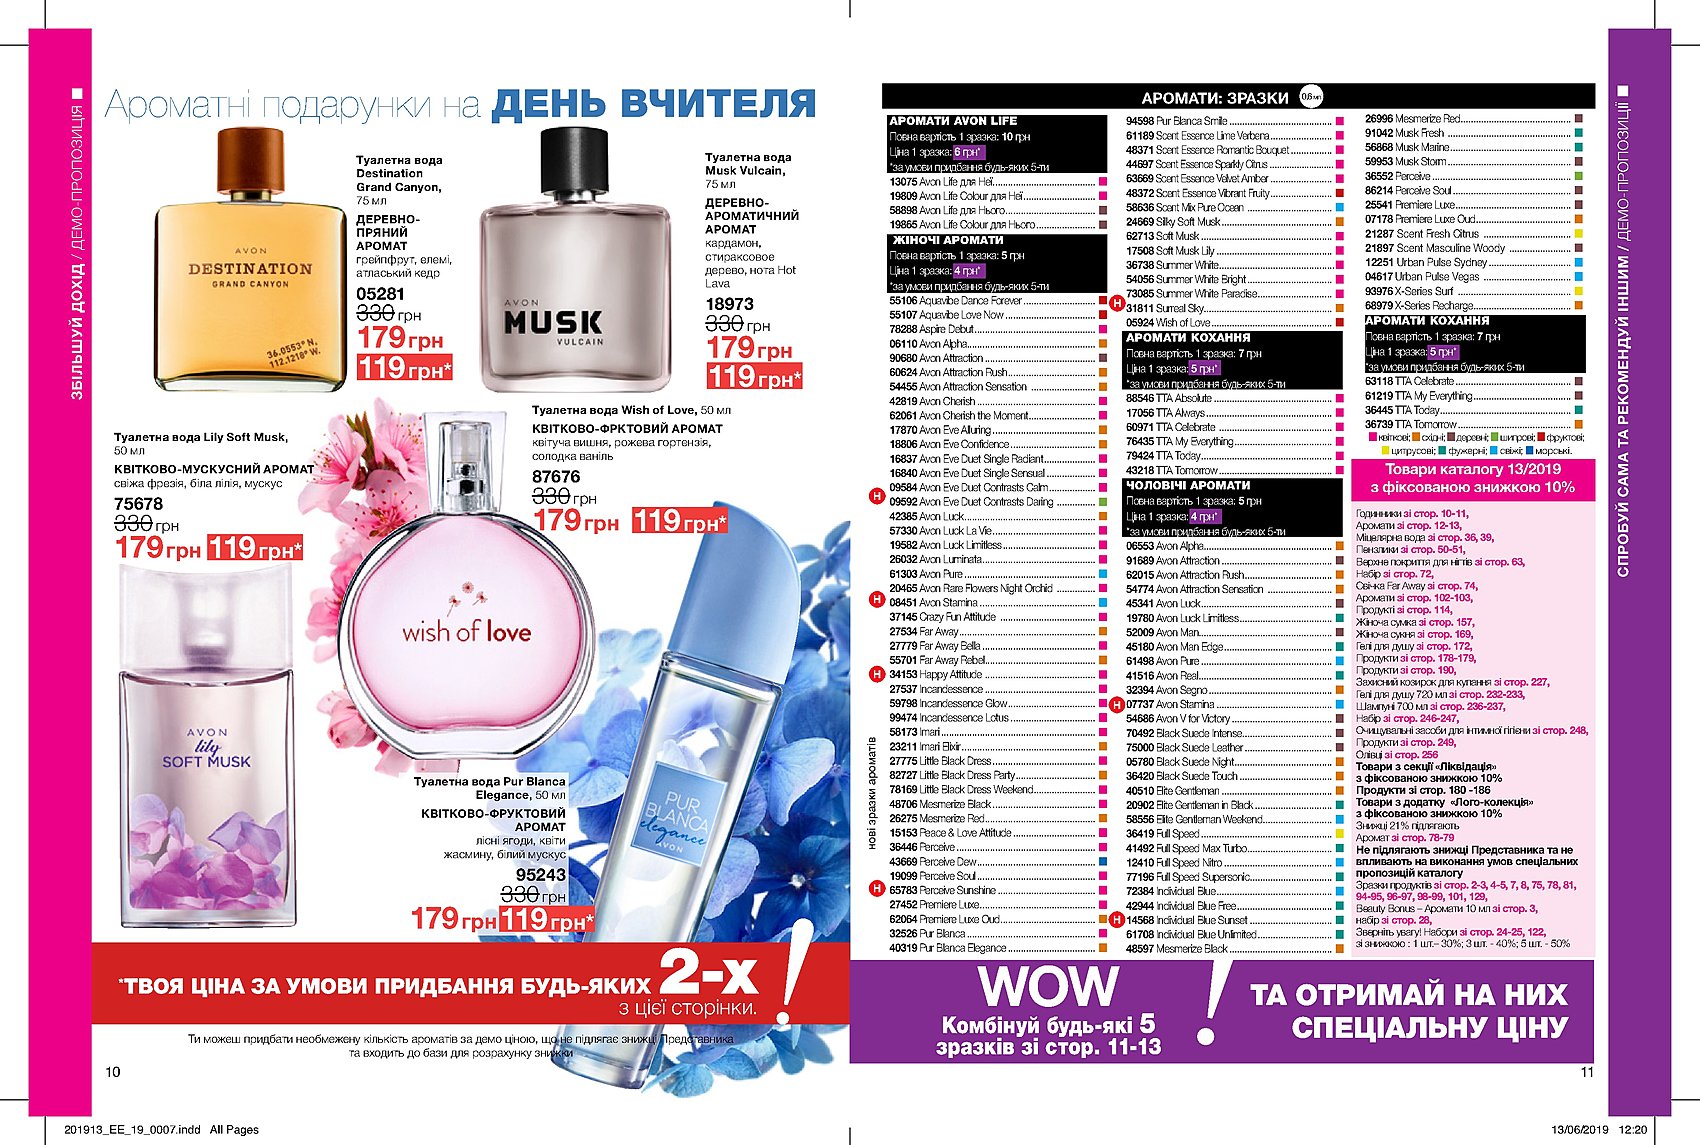 ЗБІЛЬШУЙ ДОХІД / ДЕМО-ПРОПОЗИЦІЯ
Ароматні подарунки на ДЕНЬ ВЧИТЕЛЯ
Туалетна вода
Destination
Grand Canyon,
75 мл
ДЕРЕВНО-
ПРЯНИЙ
АРОМАТ
грейпфрут, елемі,
атласький кедр
05281
330 грн
179 грн
119 грн*
AVON
DESTINATION
GRAND CANYON
36.0553° N.
112.1218° W.
Туалетна вода
Musk Vulcain,
75 мл
ДЕРЕВНО-
АРОМАТИЧНИЙ
АРОМАТ
кардамон,
стираксовое
дерево, нота Hot
Lava
18973
330 грн
179 грн
119 грн*
AVON
MUSK
VULCAIN
Туалетна вода Lily Soft Musk,
50 мл
КВІТКОВО-МУСКУСНИЙ АРОМАТ
свіжа фрезія, біла лілія, мускус
75678
330 грн
179 грн 119 грн*
AVON
lily
SOFT MUSK
Туалетна вода Wish of Love, 50 мл
КВІТКОВО-ФРКТОВИЙ АРОМАТ
квітуча вишня, рожева гортензія,
солодка ваніль
87676
330 грн
179 грн 119 грн*
wish of love
Туалетна вода Pur Blanca
Elegance, 50 мл
КВІТКОВО-ФРУКТОВИЙ
АРОМАТ
лісні ягоди, квіти
жасмину, білий мускус
95243
330 грн
179 грн 119 грн*
PUR
BLANCA
elegance
AVON
*ТВОЯ ЦІНА ЗА УМОВИ ПРИДБАННЯ БУДЬ-ЯКИХ 2-х
з цієї сторінки. !
Ти можеш придбати необмежену кількість ароматів за демо ціною, що не підлягає знижці Представника
та входить до бази для розрахунку знижки
10
АРОМАТИ: ЗРАЗКИ 0,6 мл
АРОМАТИ AVON LIFE
Повна вартість 1 зразка: 10 грн
Ціна 1 зразка: 6 грн*
*за умови придбання будь-яких 5-ти
13075 Avon Life для Неї
19809 Avon Life Colour для Неї
58898 Avon Life для Нього
19865 Avon Life Colour для Нього
ЖІНОЧІ АРОМАТИ
Повна вартість 1 зразка: 5 грн
Ціна 1 зразка: 4 грн*
*за умови придбання будь-яких 5-ти
55106 Aquavibe Dance Forever
55107 Aquavibe Love Now
78288 Aspire Debut
06110 Avon Alpha
90680 Avon Attraction
60624 Avon Attraction Rush
54455 Avon Attraction Sensation
42819 Avon Cherish
62061 Avon Cherish the Moment
17870 Avon Eve Alluring
18806 Avon Eve Confidence
16837 Avon Eve Duet Single Radiant
16840 Avon Eve Duet Single Sensual
09584 Avon Eve Duet Contrasts Calm
Н 09592 Avon Eve Duet Contrasts Daring
42385 Avon Luck
57330 Avon Luck La Vie
19582 Avon Luck Limitless
26032 Avon Luminata
61303 Avon Pure
20465 Avon Rare Flowers Night Orchid
Н 08451 Avon Stamina
37145 Crazy Fun Attitude
27534 Far Away
27779 Far Away Bella
55701 Far Away Rebel
Н 34153 Happy Attitude
27537 Incandessence
59798 Incandessence Glow
99474 Incandessence Lotus
58173 Imari
23211 Imari Elixir
27775 Little Black Dress
82727 Little Black Dress Party
78169 Little Black Dress Weekend
48706 Mesmerize Black
26275 Mesmerize Red
15153 Peace & Love Attitude
36446 Perceive
43669 Perceive Dew
19099 Perceive Soul
Н 65783 Perceive Sunshine
27452 Premiere Luxe
62064 Premiere Luxe Oud
32526 Pur Blanca
40319 Pur Blanca Elegance
нові зразки ароматів
94598 Pur Blanca Smile
61189 Scent Essence Lime Verbena
48371 Scent Essence Romantic Bouquet
44697 Scent Essence Sparkly Citrus
63669 Scent Essence Velvet Amber
48372 Scent Essence Vibrant Fruity
58636 Scent Mix Pure Ocean
24669 Silky Soft Musk
62713 Soft Musk
17508 Soft Musk Lily
36738 Summer White
54056 Summer White Bright
73085 Summer White Paradise
Н 31811 Surreal Sky
05924 Wish of Love
АРОМАТИ КОХАННЯ
Повна вартість 1 зразка: 7 грн
Ціна 1 зразка: 5 грн*
*за умови придбання будь-яких 5-ти
88546 TTA Absolute
17056 TTA Always
60971 TTA Celebrate
76435 TTA My Everything
79424 TTA Today
43218 TTA Tomorrow
ЧОЛОВІЧІ АРОМАТИ
Повна вартість 1 зразка: 5 грн
Ціна 1 зразка: 4 грн*
*за умови придбання будь-яких 5-ти
06553 Avon Alpha
91689 Avon Attraction
62015 Avon Attraction Rush
54774 Avon Attraction Sensation
45341 Avon Luck
19780 Avon Luck Limitless
52009 Avon Man
45180 Avon Man Edge
61498 Avon Pure
41516 Avon Real
32394 Avon Segno
Н 07737 Avon Stamina
54686 Avon V for Victory
70492 Black Suede Intense
75000 Black Suede Leather
05780 Black Suede Night
36420 Black Suede Touch
40510 Elite Gentleman
20902 Elite Gentleman in Black
58556 Elite Gentleman Weekend
36419 Full Speed
41492 Full Speed Max Turbo
12410 Full Speed Nitro
77196 Full Speed Supersonic
72384 Individual Blue
42944 Individual Blue Free
Н 14568 Individual Blue Sunset
61708 Individual Blue Unlimited
48597 Mesmerize Black
26996 Mesmerize Red
91042 Musk Fresh
56868 Musk Marine
59953 Musk Storm
36552 Perceive
86214 Perceive Soul
25541 Premiere Luxe
07178 Premiere Luxe Oud
21287 Scent Fresh Citrus
21897 Scent Masculine Woody
12251 Urban Pulse Sydney
04617 Urban Pulse Vegas
93976 X-Series Surf
68979 X-Series Recharge
АРОМАТИ КОХАННЯ
Повна вартість 1 зразка: 7 грн
Ціна 1 зразка: 5 грн*
*за умови придбання будь-яких 5-ти
63118 TTA Celebrate
61219 TTA My Everything
36445 TTA Today
36739 TTA Tomorrow
квіткові; східні; деревні; шипрові; фруктові;
цитрусові; фужерні; свіжі; морські.
Товари каталогу 13/2019
з фіксованою знижкою 10%
Годинники зі стор. 10-11,
Аромати зі стор. 12-13,
Міцелярна вода зі стор. 36, 39,
Пензлики зі стор. 50-51,
Верхнє покриття для нігтів зі стор. 63,
Набір зі стор. 72,
Свічка Far Away зі стор. 74,
Аромати зі стор. 102-103,
Продукті зі стор. 114,
Жіноча сумка зі стор. 157,
Жіноча сукня зі стор. 169,
Гелі для душу зі стор. 172,
Продукти зі стор. 178-179,
Продукти зі стор. 190,
Захисний козирок для купання зі стор. 227,
Гелі для душу 720 мл зі стор. 232-233,
Шампуні 700 мл зі стор. 236-237,
Набір зі стор. 246-247,
Очищувальні засоби для інтимної гігієни зі стор. 248,
Продукти зі стор. 249,
Олівці зі стор. 256
Товари з секції «Ліквідація»
з фіксованою знижкою 10%
Продукти зі стор. 180 -186
Товари з додатку «Лого-колекція»
з фіксованою знижкою 10%
Знижці 21% підлягають
Аромат зі стор. 78-79
Не підлягають знижці Представника та не
впливають на виконання умов спеціальних
пропозицій каталогу
Зразки продуктів зі стор. 2-3, 4-5, 7, 8, 75, 78, 81,
94-95, 96-97, 98-99, 101, 129,
Beauty Bonus – Аромати 10 мл зі стор. 3,
набір зі стор. 28,
Зверніть увагу! Набори зі стор. 24-25, 122,
зі знижкою : 1 шт.– 30%; 3 шт. - 40%; 5 шт. - 50%
WOW
Комбінуй будь-які 5
зразків зі стор. 11-13
! ТА ОТРИМАЙ НА НИХ
СПЕЦІАЛЬНУ ЦІНУ
11
СПРОБУЙ САМА ТА РЕКОМЕНДУЙ ІНШИМ / ДЕМО-ПРОПОЗИЦІЇ
201913_EE_19_0007.indd All Pages
13/06/2019 12:20